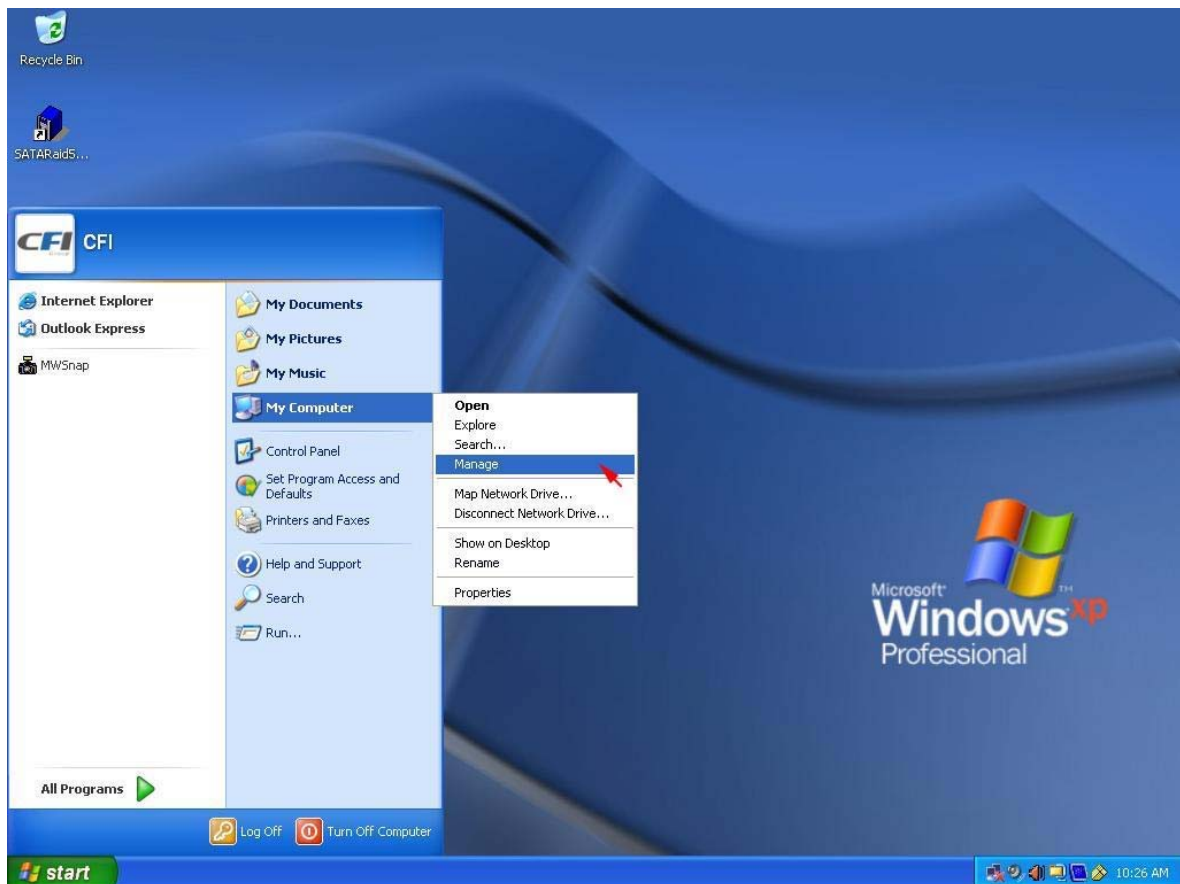 Recycle Bin
SATARaid5...
CFI CFI
Internet Explorer
Outlook Express
MWSnap
All Programs
My Documents
My Pictures
My Music
My Computer
Control Panel
Set Program Access and
Defaults
Printers and Faxes
Help and Support
Search
Run...
Open
Explore
Search...
Manage
Map Network Drive...
Disconnect Network Drive...
Show on Desktop
Rename
Properties
Microsoft
Windows xp TM
Professional
Log Off Turn Off Computer
start
10:26 AM